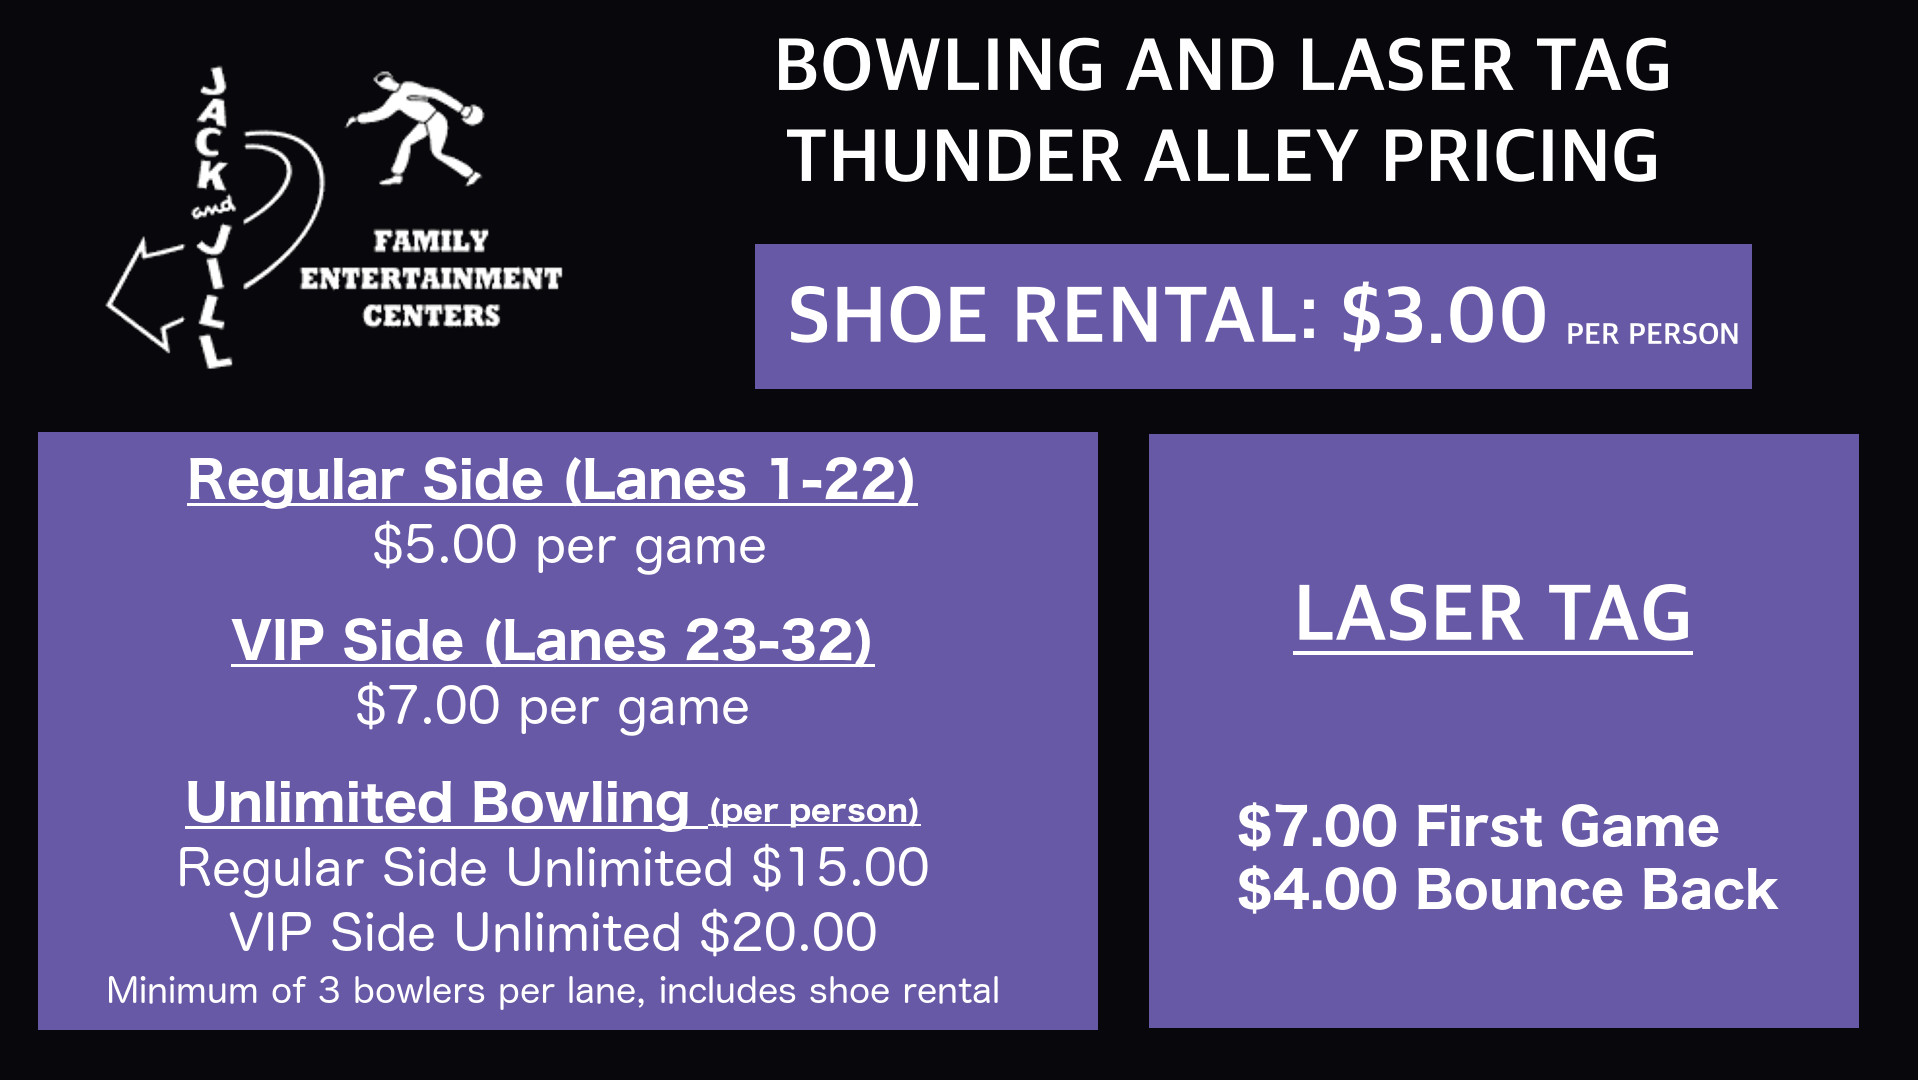 JACK
and
JILL
FAMILY
ENTERTAINMENT
CENTERS
BOWLING AND LASER TAG
THUNDER ALLEY PRICING
SHOE RENTAL: $3.00 PER PERSON
Regular Side (Lanes 1-22)
$5.00 per game
VIP Side (Lanes 23-32)
$7.00 per game
Unlimited Bowling (per person)
Regular Side Unlimited $15.00
VIP Side Unlimited $20.00
Minimum of 3 bowlers per lane, includes shoe rental
LASER TAG
$7.00 First Game
$4.00 Bounce Back